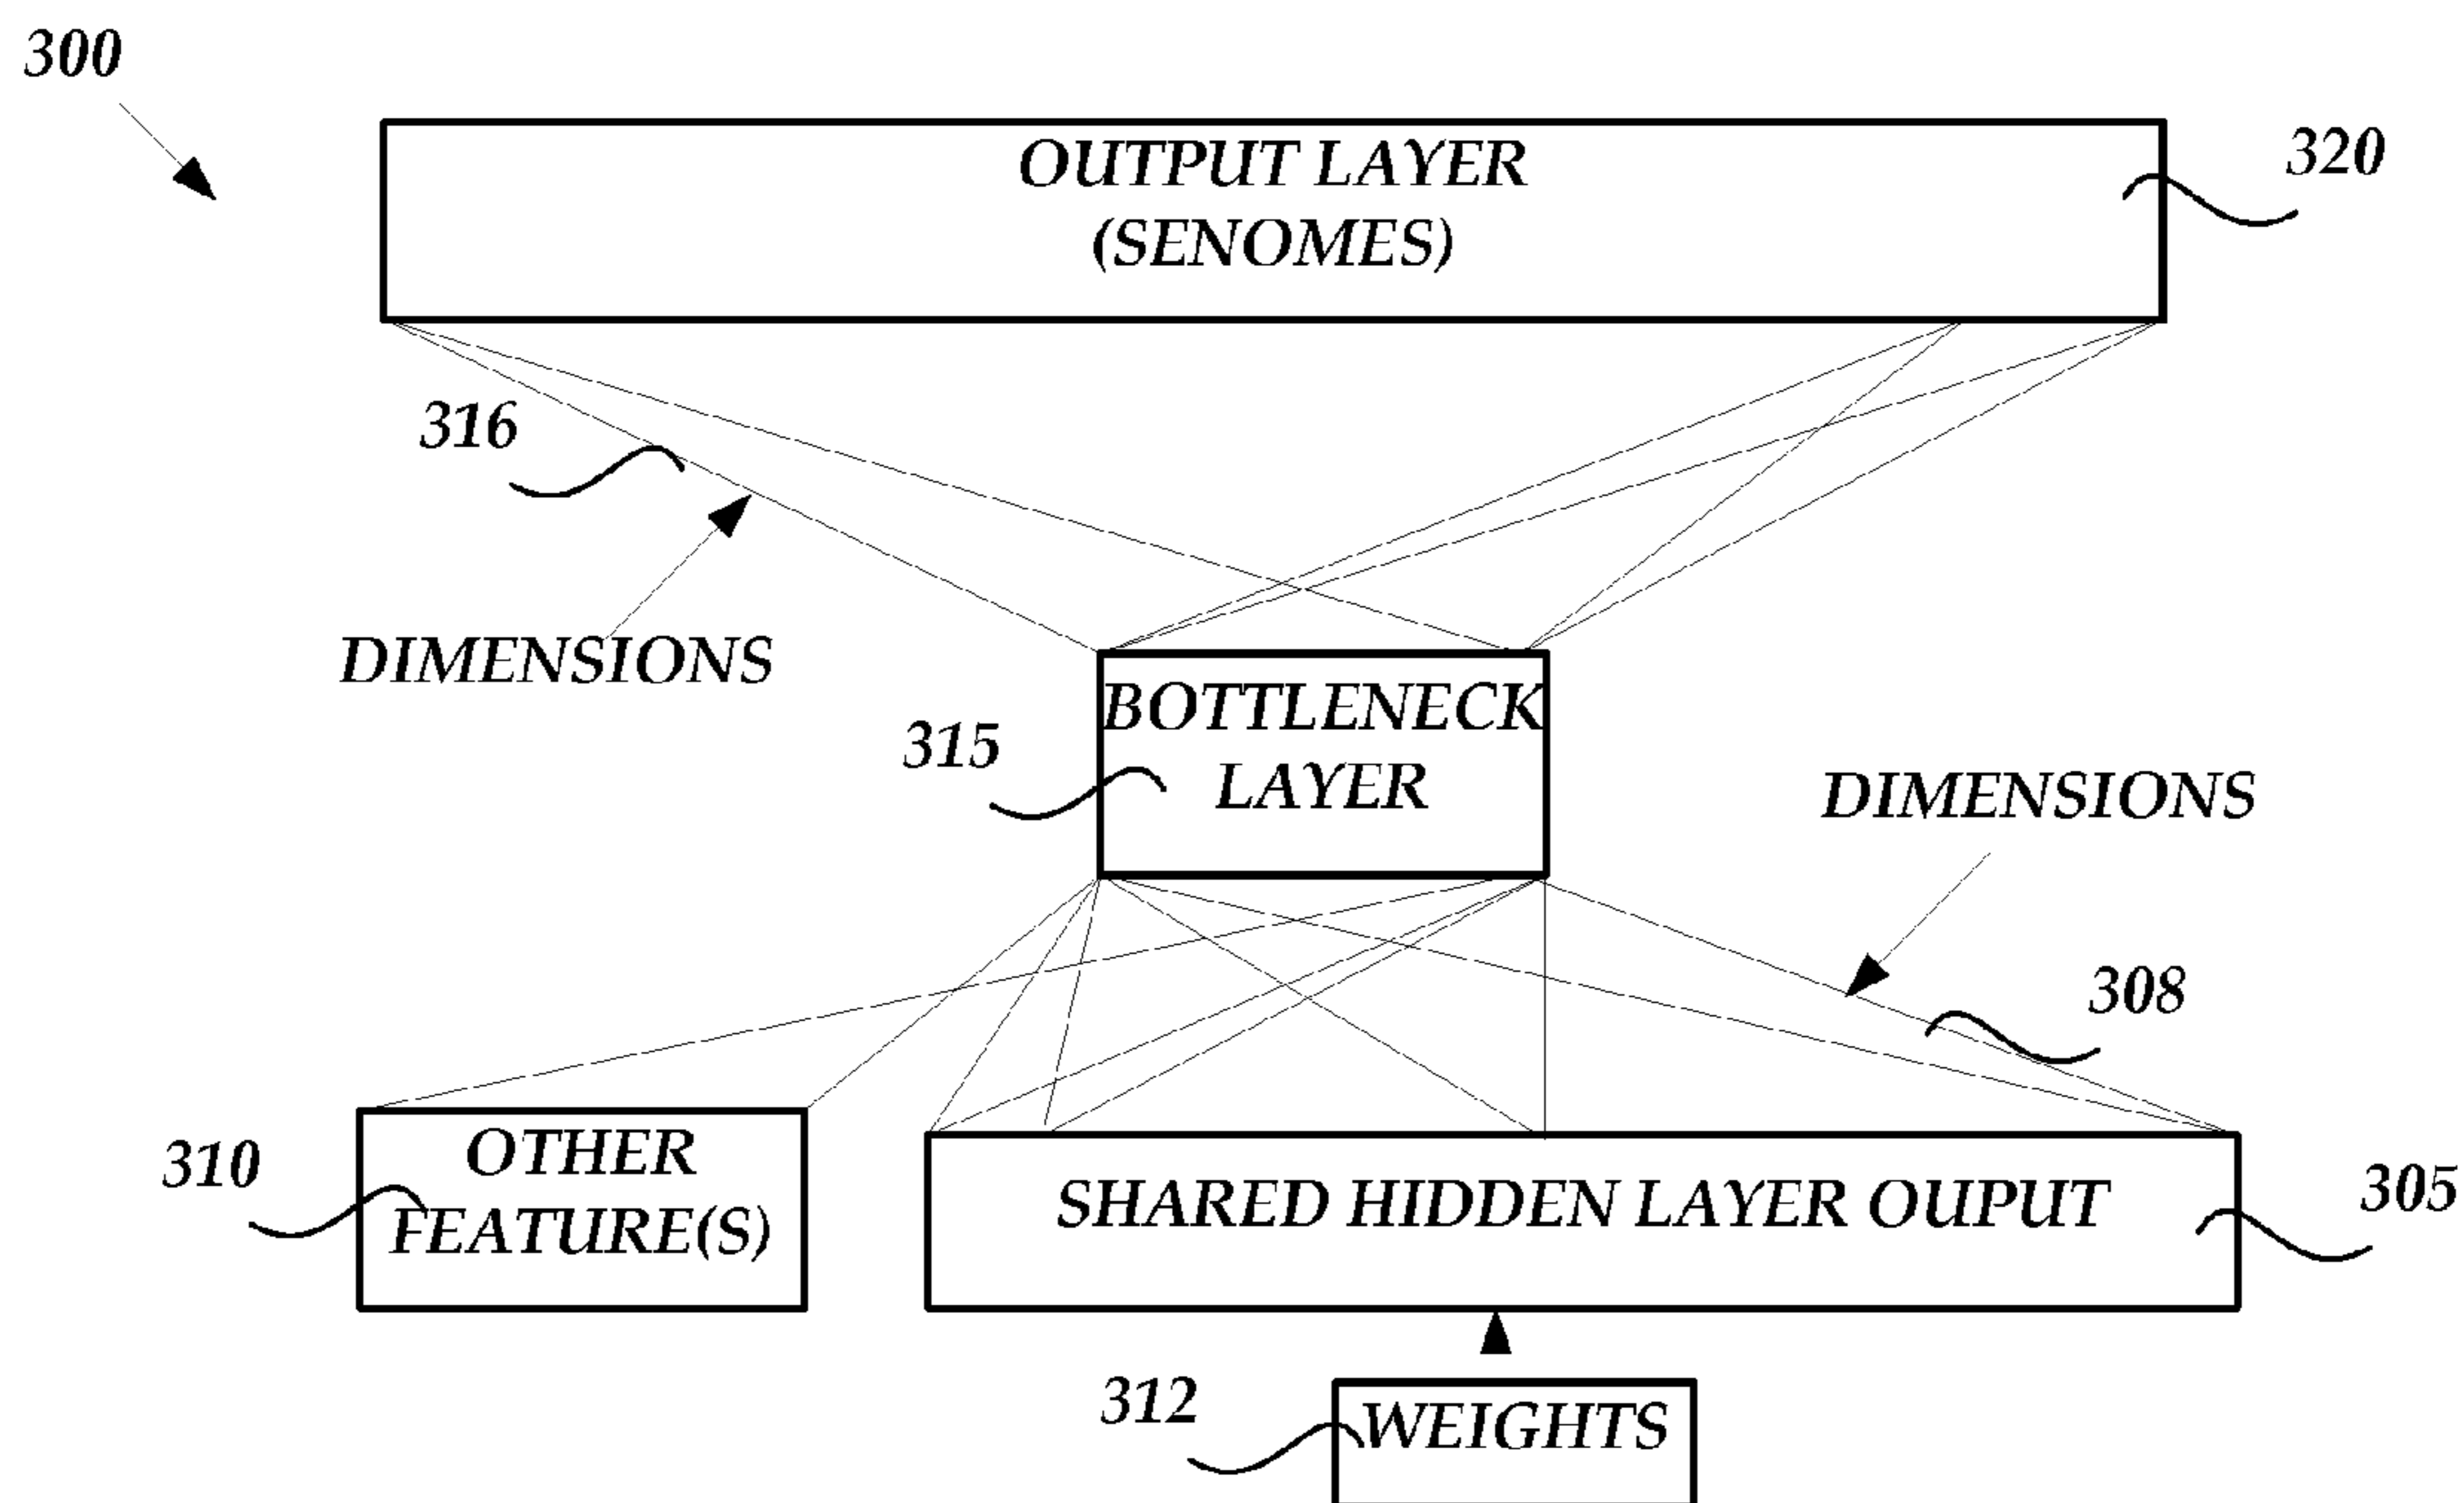 300
OUTPUT LAYER
(SENOMES)
320
316
DIMENSIONS
BOTTLENECK
LAYER
315
DIMENSIONS
308
310
OTHER
FEATURE(S)
SHARED HIDDEN LAYER OUPUT
305
312
WEIGHTS